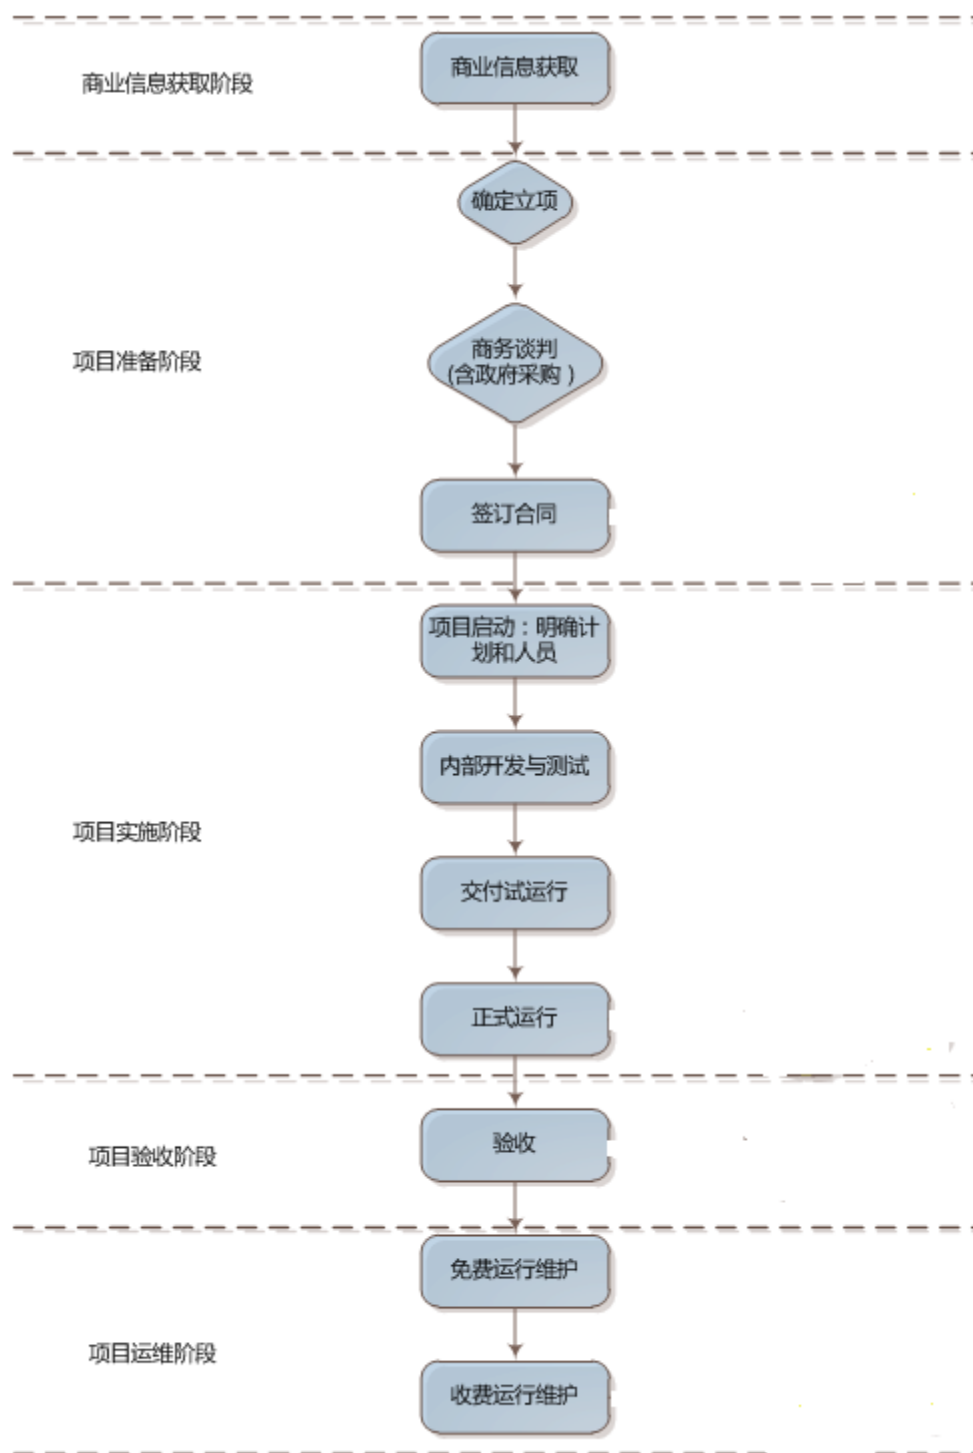 商业信息获取阶段
商业信息获取
确定立项
项目准备阶段
商务谈判
(含政府采购）
签订合同
项目启动：明确计
划和人员
内部开发与测试
项目实施阶段
交付试运行
正式运行
项目验收阶段
验收
免费运行维护
项目运维阶段
收费运行维护